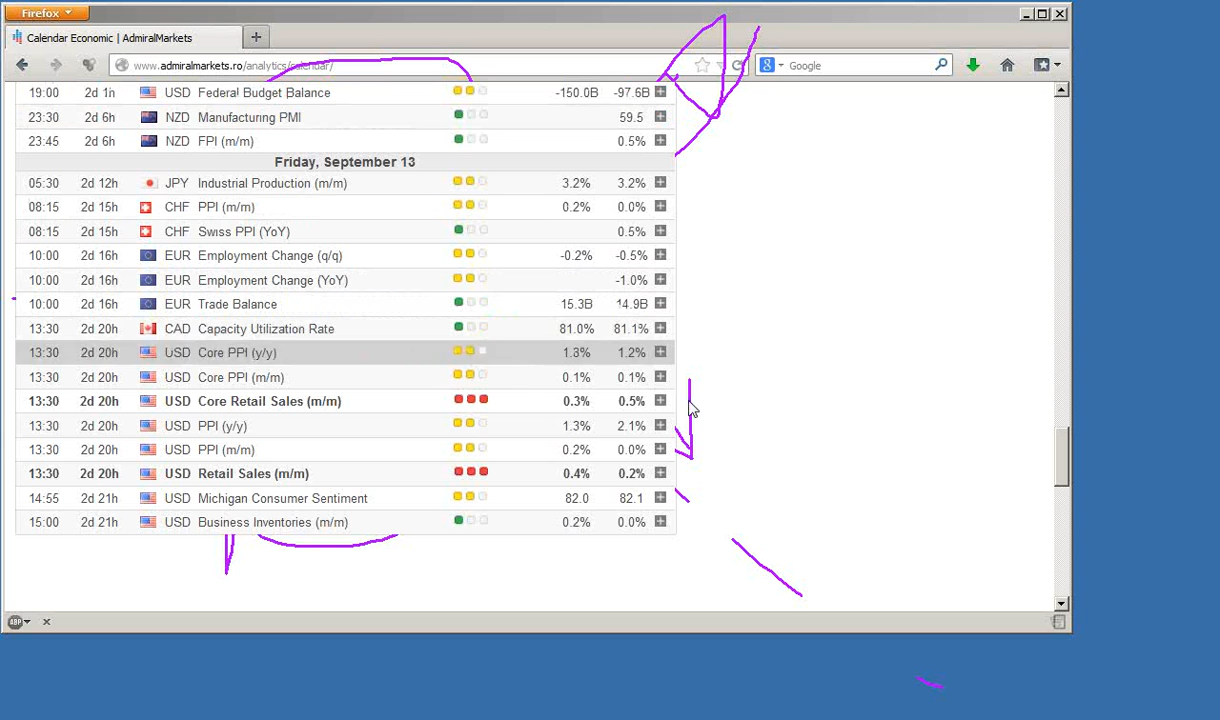 Firefox
Calendar Economic | AdmiralMarkets
www.admiralmarkets.ro/analytics/calendar/
Google
19:00 2d 1h USD Federal Budget Balance -150.0B -97.6B
23:30 2d 6h NZD Manufacturing PMI 59.5
23:45 2d 6h NZD FPI (m/m) 0.5%
Friday, September 13
05:30 2d 12h JPY Industrial Production (m/m) 3.2% 3.2%
08:15 2d 15h CHF PPI (m/m) 0.2% 0.0%
08:15 2d 15h CHF Swiss PPI (YoY) 0.5%
10:00 2d 16h EUR Employment Change (q/q) -0.2% -0.5%
10:00 2d 16h EUR Employment Change (YoY) -1.0%
10:00 2d 16h EUR Trade Balance 15.3B 14.9B
13:30 2d 20h CAD Capacity Utilization Rate 81.0% 81.1%
13:30 2d 20h USD Core PPI (y/y) 1.3% 1.2%
13:30 2d 20h USD Core PPI (m/m) 0.1% 0.1%
13:30 2d 20h USD Core Retail Sales (m/m) 0.3% 0.5%
13:30 2d 20h USD PPI (y/y) 1.3% 2.1%
13:30 2d 20h USD PPI (m/m) 0.2% 0.0%
13:30 2d 20h USD Retail Sales (m/m) 0.4% 0.2%
14:55 2d 21h USD Michigan Consumer Sentiment 82.0 82.1
15:00 2d 21h USD Business Inventories (m/m) 0.2% 0.0%
ABP